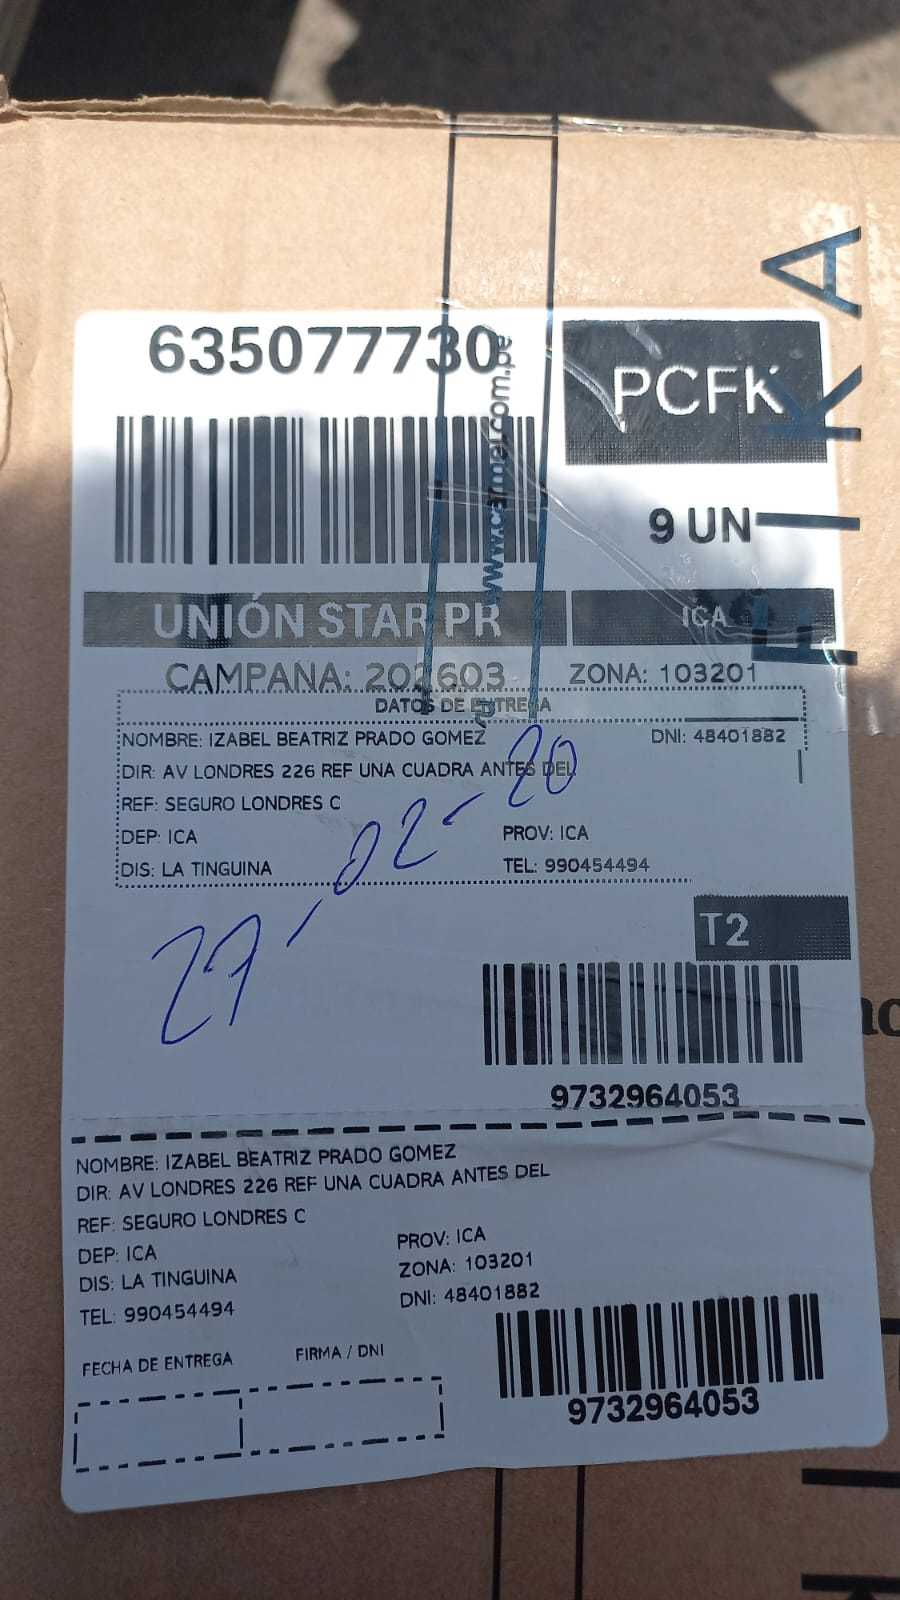 635077730
PCFK
9 UN
www.carmel.com.pe
FIKA
UNIÓN STAR PR
ICA
CAMPAÑA: 202603
ZONA: 103201
DATOS DE ENTREGA
NOMBRE: IZABEL BEATRIZ PRADO GOMEZ
DNI: 48401882
DIR: AV LONDRES 226 REF UNA CUADRA ANTES DEL
REF: SEGURO LONDRES C
DEP: ICA
PROV: ICA
DIS: LA TINGUINA
TEL: 990454494
27-02-20
T2
9732964053
NOMBRE: IZABEL BEATRIZ PRADO GOMEZ
DIR: AV LONDRES 226 REF UNA CUADRA ANTES DEL
REF: SEGURO LONDRES C
DEP: ICA
PROV: ICA
DIS: LA TINGUINA
ZONA: 103201
TEL: 990454494
DNI: 48401882
FECHA DE ENTREGA
FIRMA / DNI
9732964053